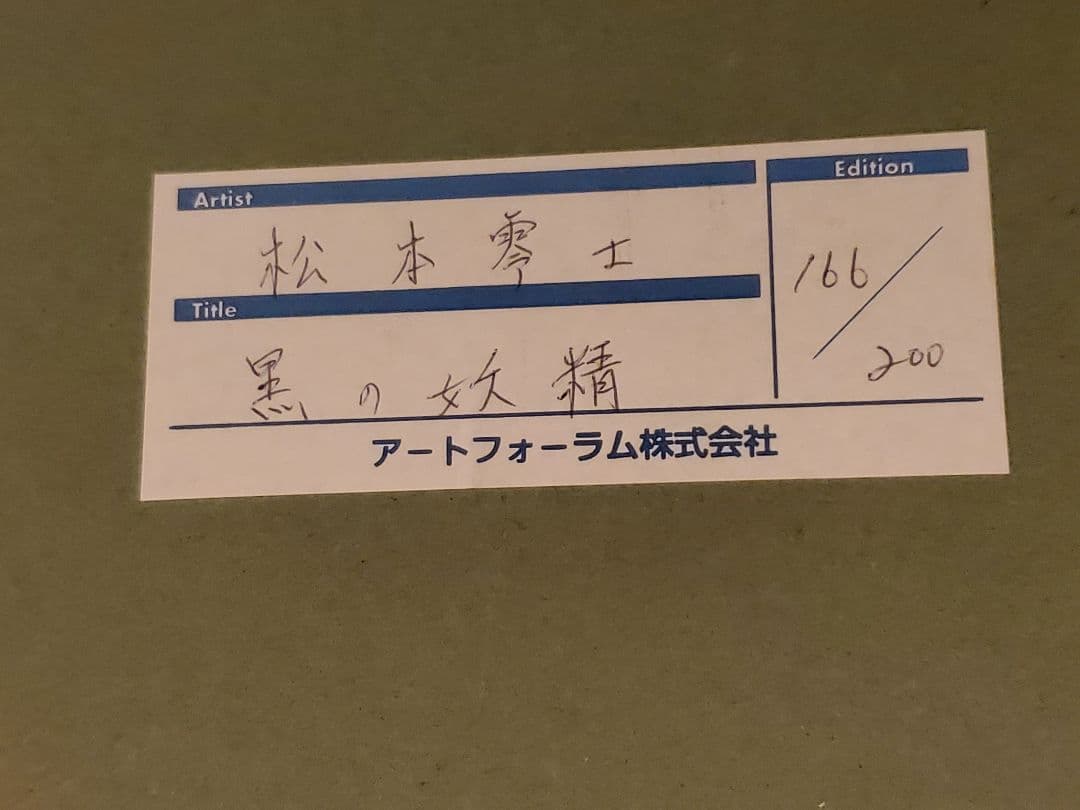 Artist
松本零士
Title
黒の妖精
Edition
166/200
アートフォーラム株式会社